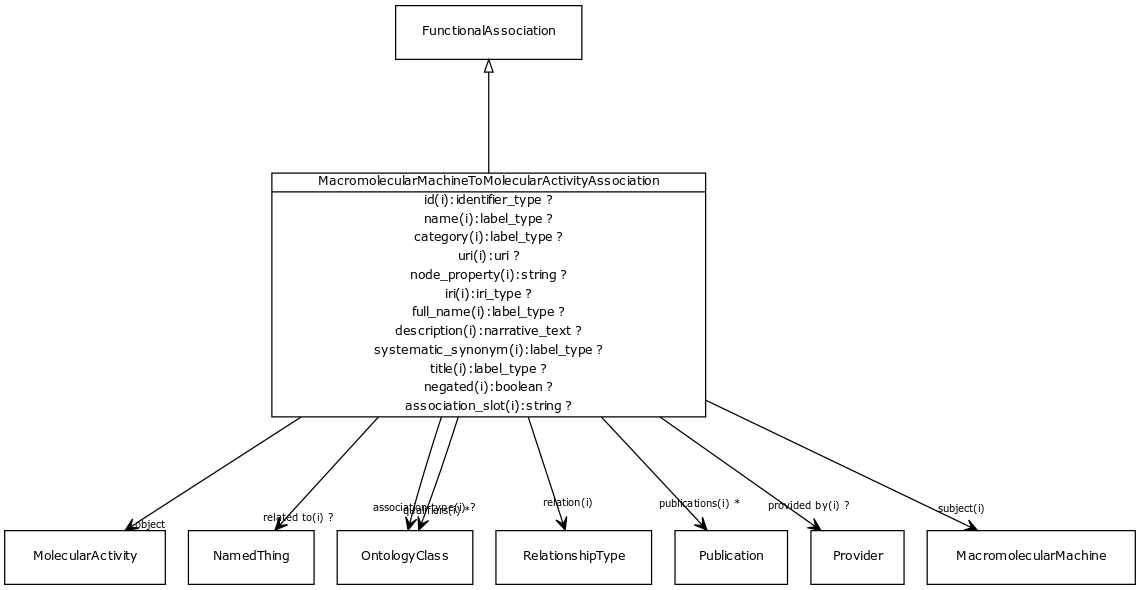 FunctionalAssociation
MacromolecularMachineToMolecularActivityAssociation
id(i):identifier_type ?
name(i):label_type ?
category(i):label_type ?
uri(i):uri ?
node_property(i):string ?
iri(i):iri_type ?
full_name(i):label_type ?
description(i):narrative_text ?
systematic_synonym(i):label_type ?
title(i):label_type ?
negated(i):boolean ?
association_slot(i):string ?
object
related to(i) ?
association type(i) ?
qualifiers(i) *
relation(i)
publications(i) *
provided by(i) ?
subject(i)
MolecularActivity
NamedThing
OntologyClass
RelationshipType
Publication
Provider
MacromolecularMachine